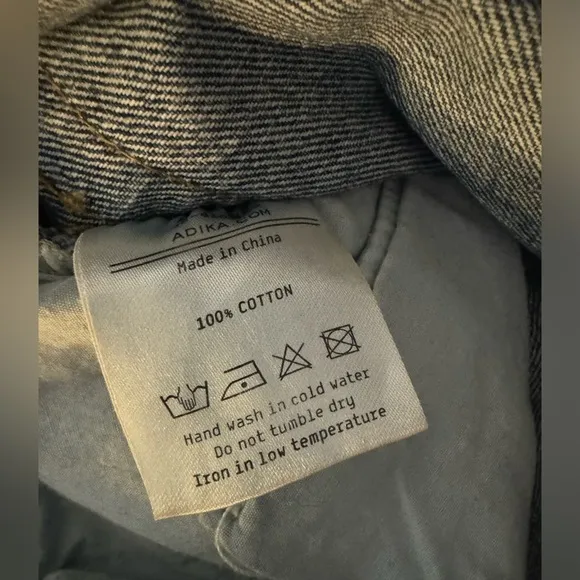 ADIKA
Made in China
100% COTTON
Hand wash in cold water
Do not tumble dry
Iron in low temperature